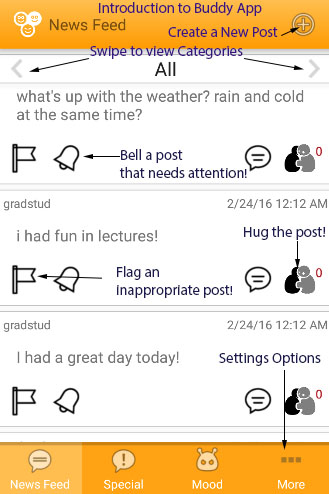 Introduction to Buddy App
News Feed
Create a New Post
Swipe to view Categories
All
what's up with the weather? rain and cold
at the same time?
Bell a post
that needs attention!
0
gradstud 2/24/16 12:12 AM
i had fun in lectures!
Hug the post!
Flag an
inappropriate post!
0
gradstud 2/24/16 12:12 AM
I had a great day today!
Settings Options
0
News Feed Special Mood More